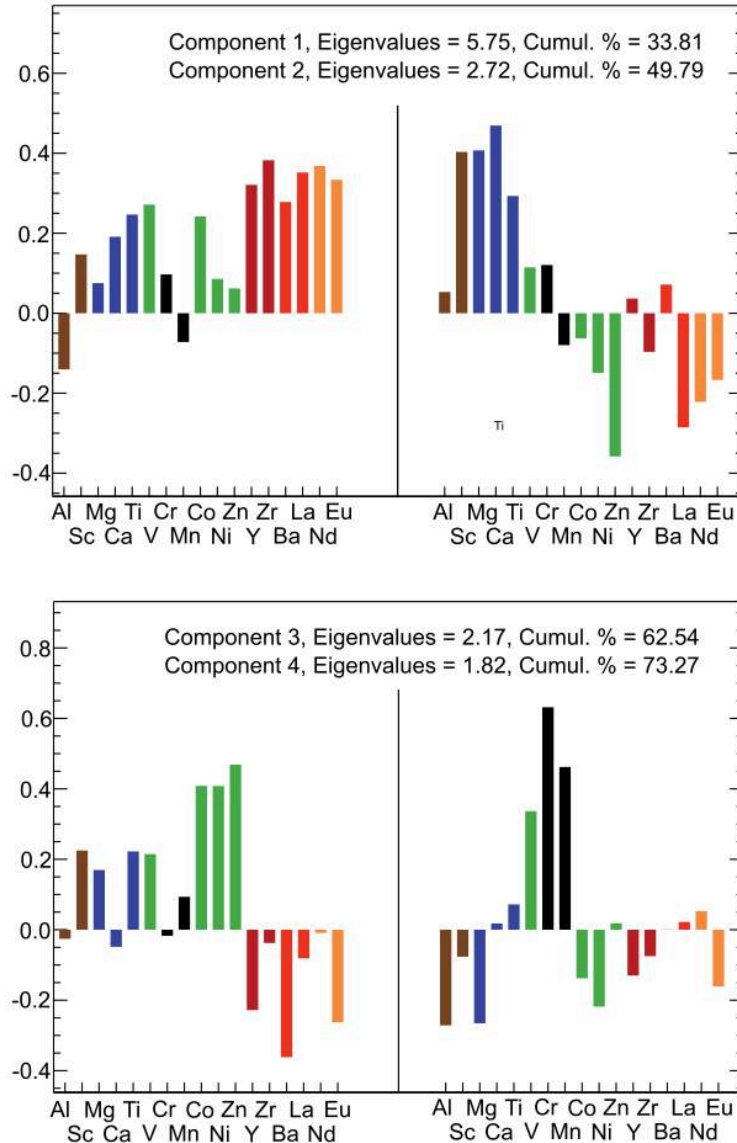 Component 1, Eigenvalues = 5.75, Cumul. % = 33.81
Component 2, Eigenvalues = 2.72, Cumul. % = 49.79
0.6
0.4
0.2
0.0
-0.2
-0.4
Ti
Al Mg Ti Cr Co Zn Zr La Eu Al Mg Ti Cr Co Zn Zr La Eu
Sc Ca V Mn Ni Y Ba Nd Sc Ca V Mn Ni Y Ba Nd
Component 3, Eigenvalues = 2.17, Cumul. % = 62.54
Component 4, Eigenvalues = 1.82, Cumul. % = 73.27
0.8
0.6
0.4
0.2
0.0
-0.2
-0.4
Al Mg Ti Cr Co Zn Zr La Eu Al Mg Ti Cr Co Zn Zr La Eu
Sc Ca V Mn Ni Y Ba Nd Sc Ca V Mn Ni Y Ba Nd